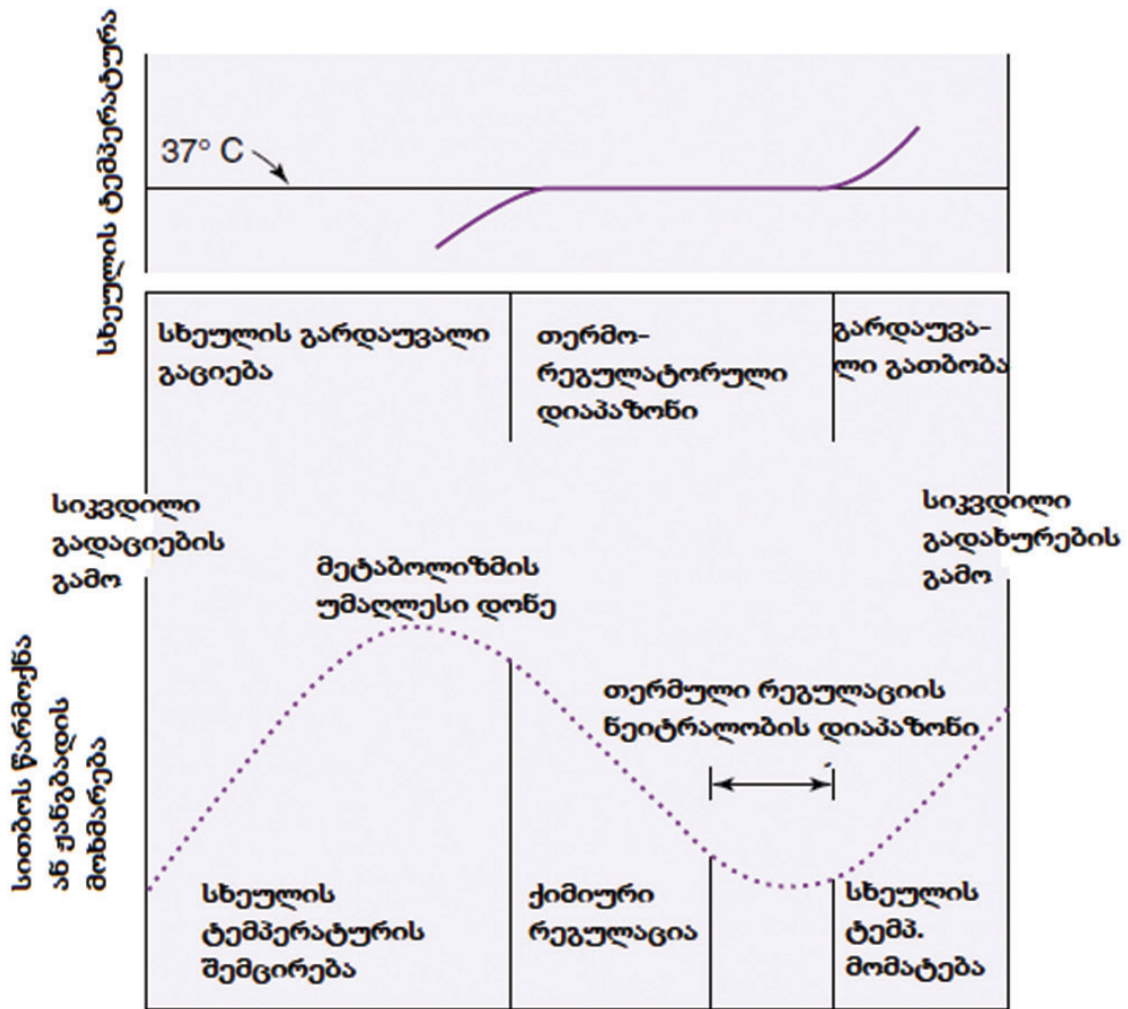 სხეულის ტემპერატურა
37° C
სხეულის გარდაუვალი
გაციება
თერმო-
რეგულატორული
დიაპაზონი
გარდაუვა-
ლი გათბობა
სიკვდილი
გადაციების
გამო
სიკვდილი
გადახურების
გამო
მეტაბოლიზმის
უმაღლესი დონე
თერმული რეგულაციის
ნეიტრალობის დიაპაზონი
სითბოს წარმოქნა
ან ჟანგბადის
მოხმარება
სხეულის
ტემპერატურის
შემცირება
ქიმიური
რეგულაცია
სხეულის
ტემპ.
მომატება